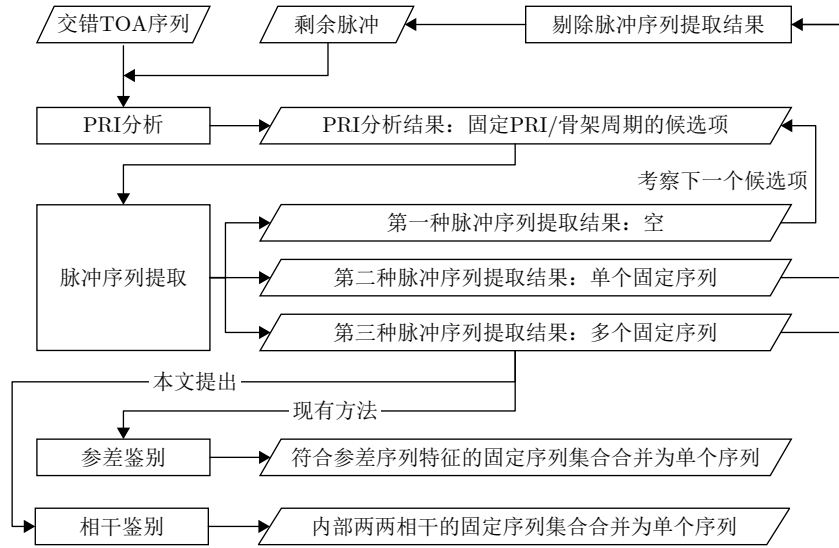 交错TOA序列
剩余脉冲
剔除脉冲序列提取结果
PRI分析
PRI分析结果：固定PRI/骨架周期的候选项
考察下一个候选项
脉冲序列提取
第一种脉冲序列提取结果：空
第二种脉冲序列提取结果：单个固定序列
第三种脉冲序列提取结果：多个固定序列
本文提出
现有方法
参差鉴别
符合参差序列特征的固定序列集合合并为单个序列
相干鉴别
内部两两相干的固定序列集合合并为单个序列